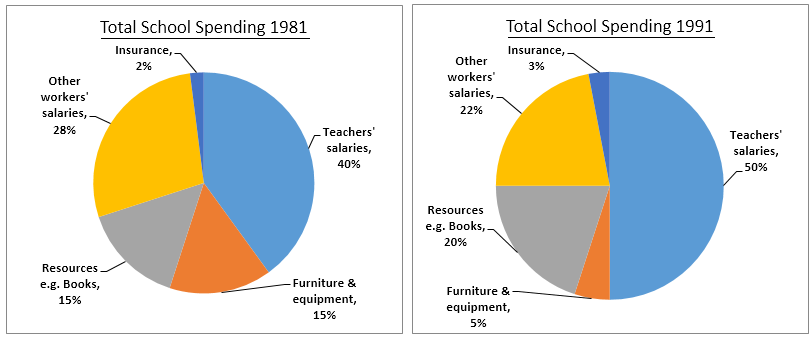 Total School Spending 1981
Insurance,
2%
Other
workers'
salaries,
28%
Teachers'
salaries,
40%
Resources
e.g. Books,
15%
Furniture &
equipment,
15%
Total School Spending 1991
Insurance,
3%
Other
workers'
salaries,
22%
Teachers'
salaries,
50%
Resources
e.g. Books,
20%
Furniture &
equipment,
5%